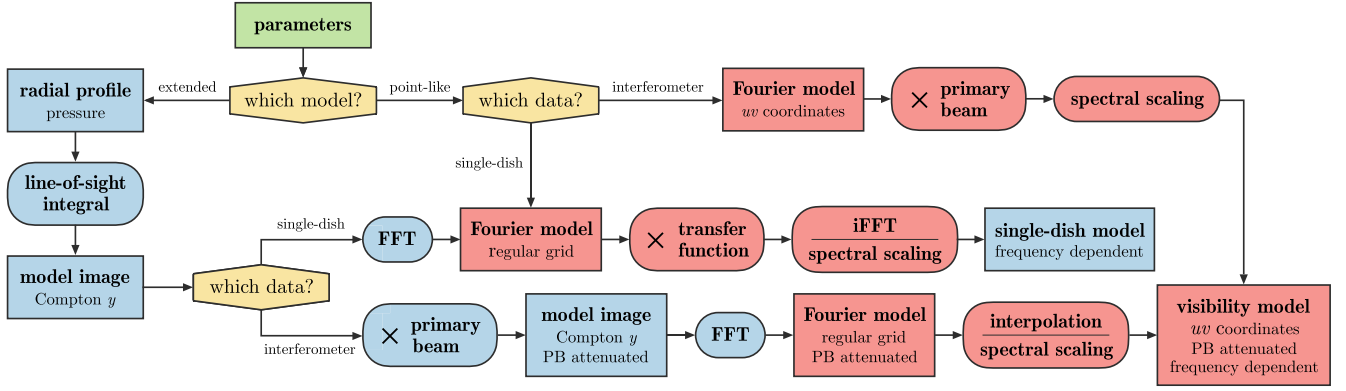 parameters
which model?
extended
point-like
radial profile
pressure
line-of-sight
integral
model image
Compton y
which data?
interferometer
Fourier model
uv coordinates
× primary
beam
spectral scaling
single-dish
which data?
single-dish
FFT
Fourier model
regular grid
× transfer
function
iFFT
spectral scaling
single-dish model
frequency dependent
interferometer
× primary
beam
model image
Compton y
PB attenuated
FFT
Fourier model
regular grid
PB attenuated
interpolation
spectral scaling
visibility model
uv coordinates
PB attenuated
frequency dependent